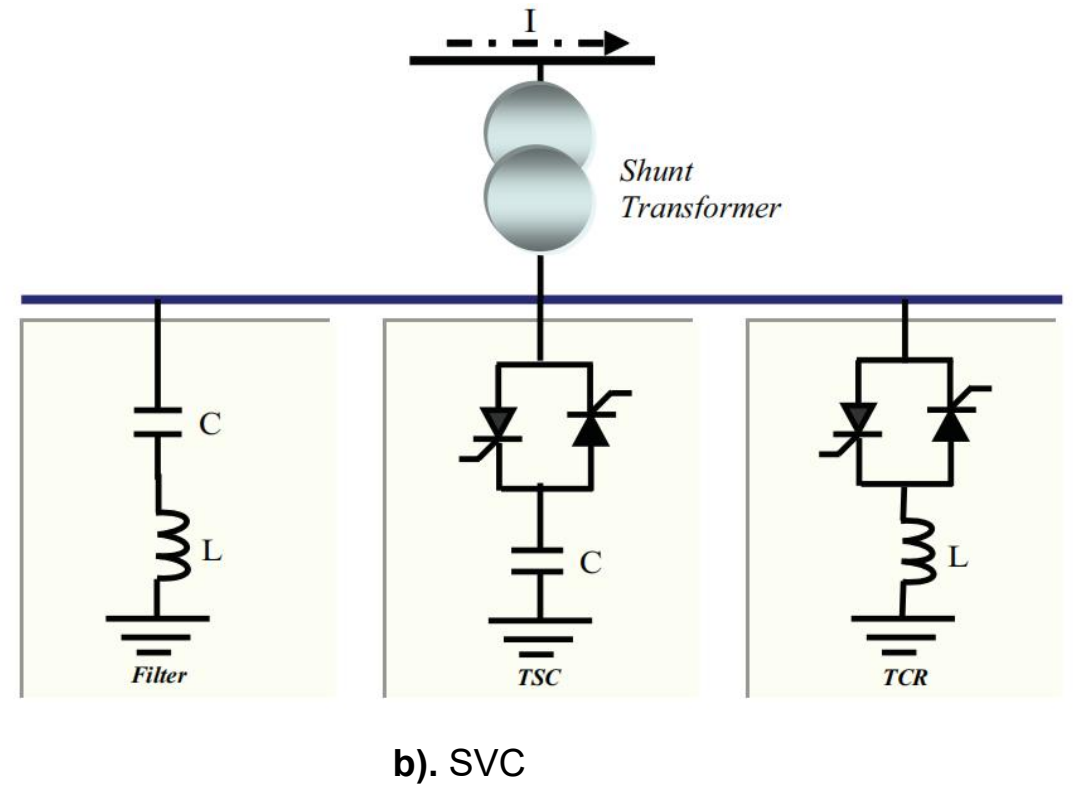 I
Shunt
Transformer
C
L
Filter
C
TSC
L
TCR
b). SVC